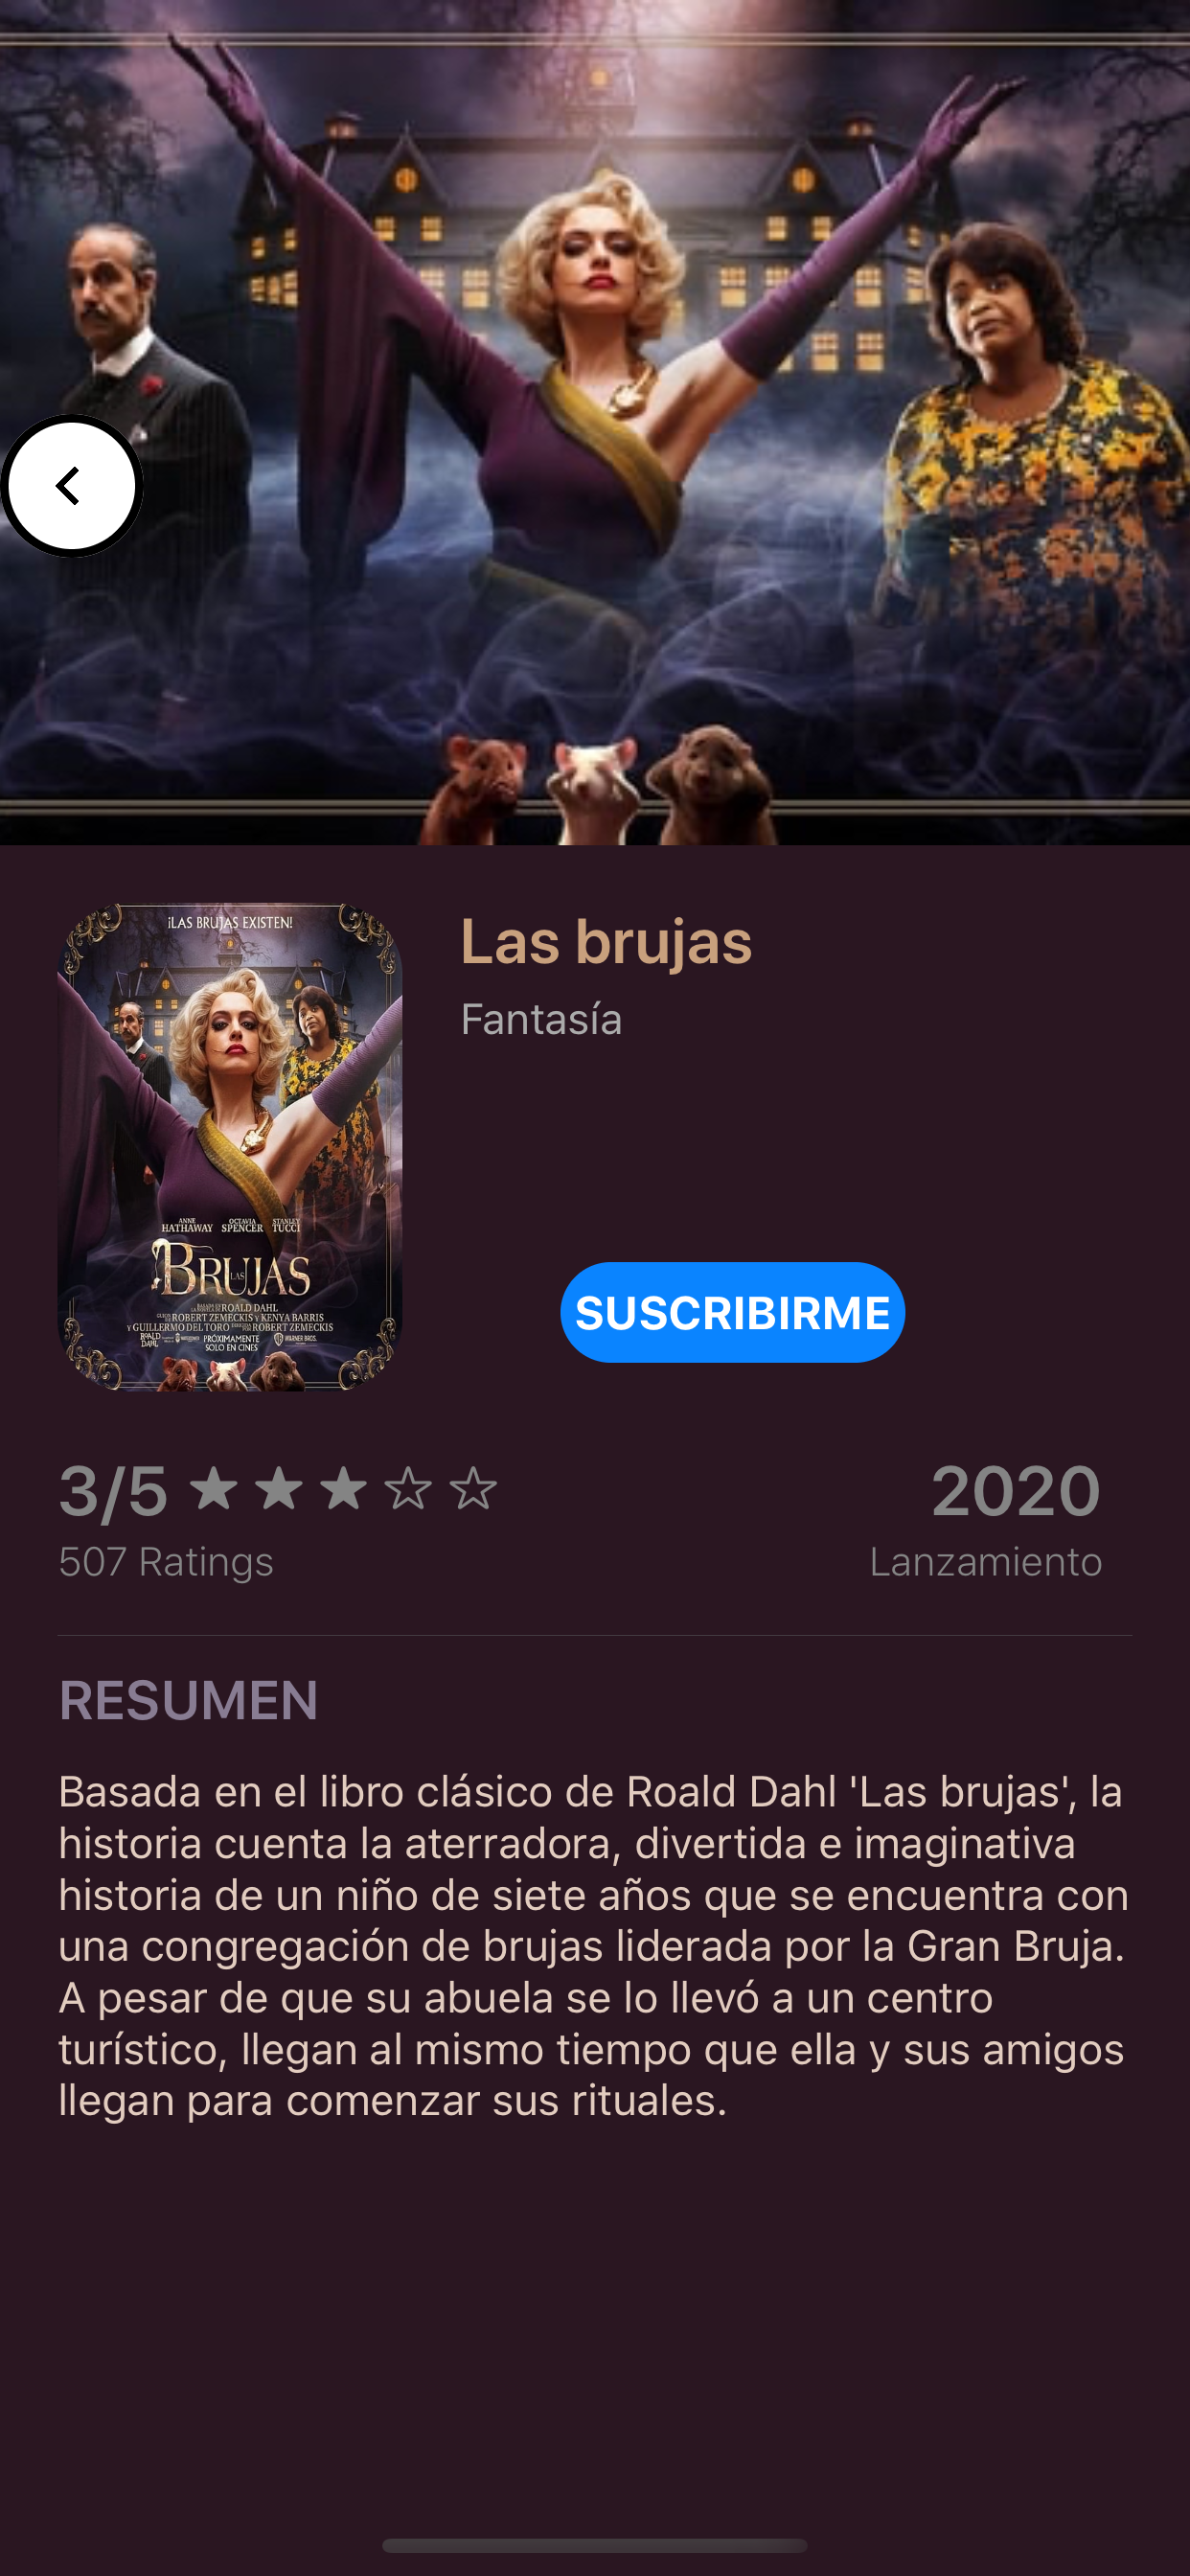 ¡LAS BRUJAS EXISTEN!
ANNE HATHAWAY OCTAVIA SPENCER STANLEY TUCCI
LAS BRUJAS
ROALD DAHL
ROBERT ZEMECKIS Y KENYA BARRIS
Y GUILLERMO DEL TORO ROBERT ZEMECKIS
ROALD DAHL
PRÓXIMAMENTE
SOLO EN CINES
WARNER BROS.
Las brujas
Fantasía
SUSCRIBIRME
3/5
507 Ratings
2020
Lanzamiento
RESUMEN
Basada en el libro clásico de Roald Dahl 'Las brujas', la
historia cuenta la aterradora, divertida e imaginativa
historia de un niño de siete años que se encuentra con
una congregación de brujas liderada por la Gran Bruja.
A pesar de que su abuela se lo llevó a un centro
turístico, llegan al mismo tiempo que ella y sus amigos
llegan para comenzar sus rituales.